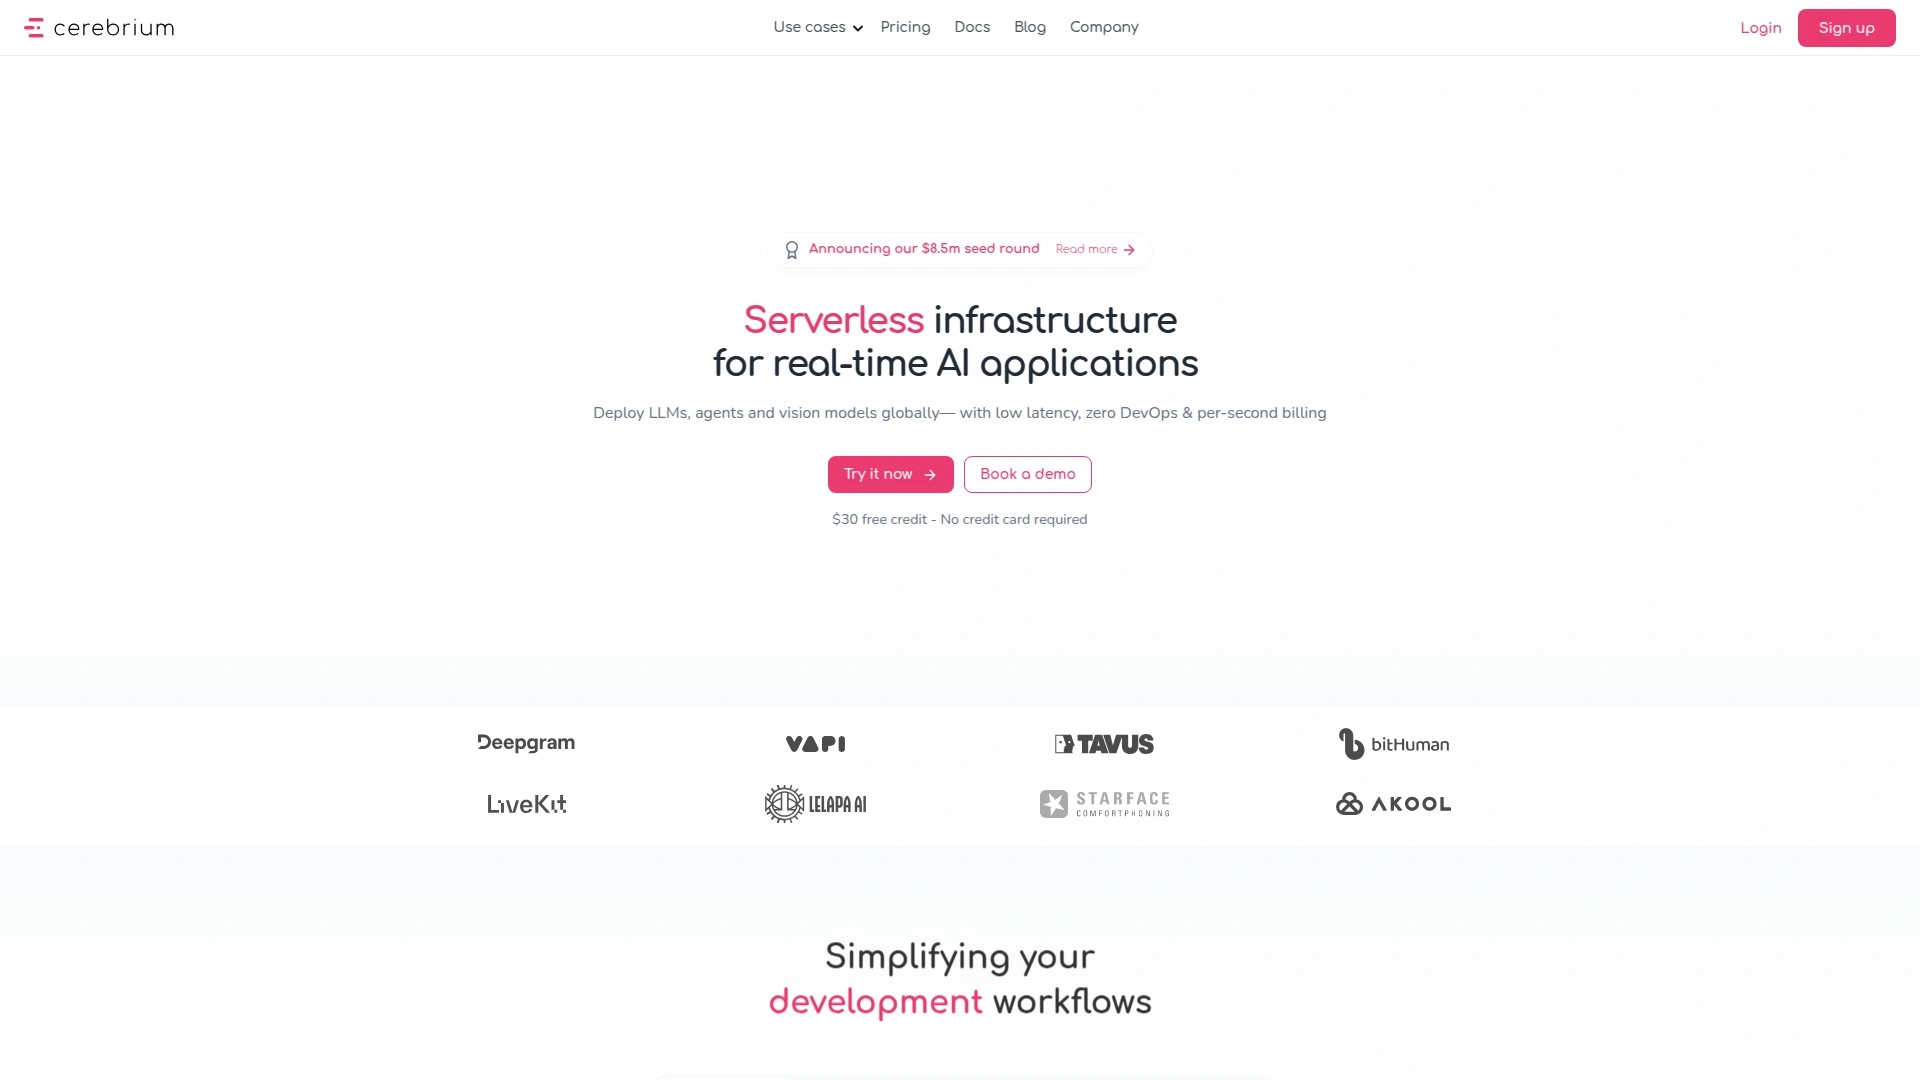 cerebrium
Use cases
Pricing
Docs
Blog
Company
Login
Sign up
Announcing our $8.5m seed round
Read more
Serverless infrastructure
for real-time AI applications
Deploy LLMs, agents and vision models globally— with low latency, zero DevOps & per-second billing
Try it now
Book a demo
$30 free credit - No credit card required
Deepgram
VAPI
TAVUS
bitHuman
LiveKit
LELAPA AI
STARFACE
COMFORTPHONING
AKOOL
Simplifying your
development workflows